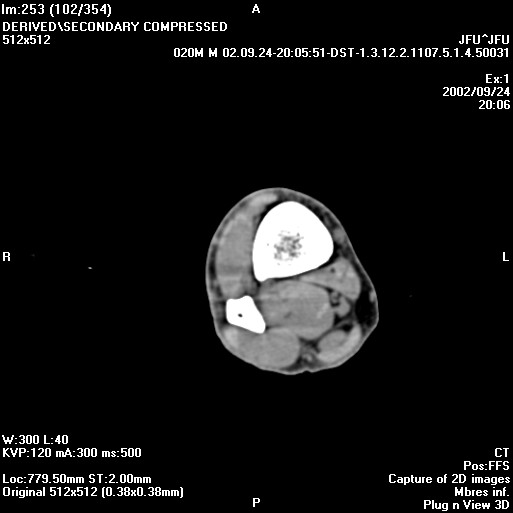 Im:253 (102/354)
A
DERIVED\SECONDARY COMPRESSED
512x512
JFU^JFU
020M M 02.09.24-20:05:51-DST-1.3.12.2.1107.5.1.4.50031
Ex:1
2002/09/24
20:06
R
L
W:300 L:40
KVP:120 mA:300 ms:500
CT
Pos:FFS
Loc:779.50mm ST:2.00mm
Capture of 2D images
Original 512x512 (0.38x0.38mm)
Mbres inf.
P
Plug n View 3D